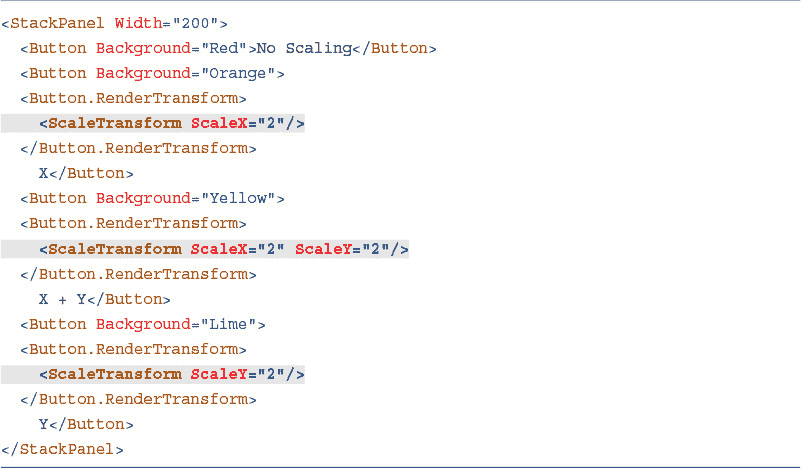 <StackPanel Width="200">
  <Button Background="Red">No Scaling</Button>
  <Button Background="Orange">
  <Button.RenderTransform>
    <ScaleTransform ScaleX="2"/>
  </Button.RenderTransform>
    X</Button>
  <Button Background="Yellow">
  <Button.RenderTransform>
    <ScaleTransform ScaleX="2" ScaleY="2"/>
  </Button.RenderTransform>
    X + Y</Button>
  <Button Background="Lime">
  <Button.RenderTransform>
    <ScaleTransform ScaleY="2"/>
  </Button.RenderTransform>
    Y</Button>
</StackPanel>